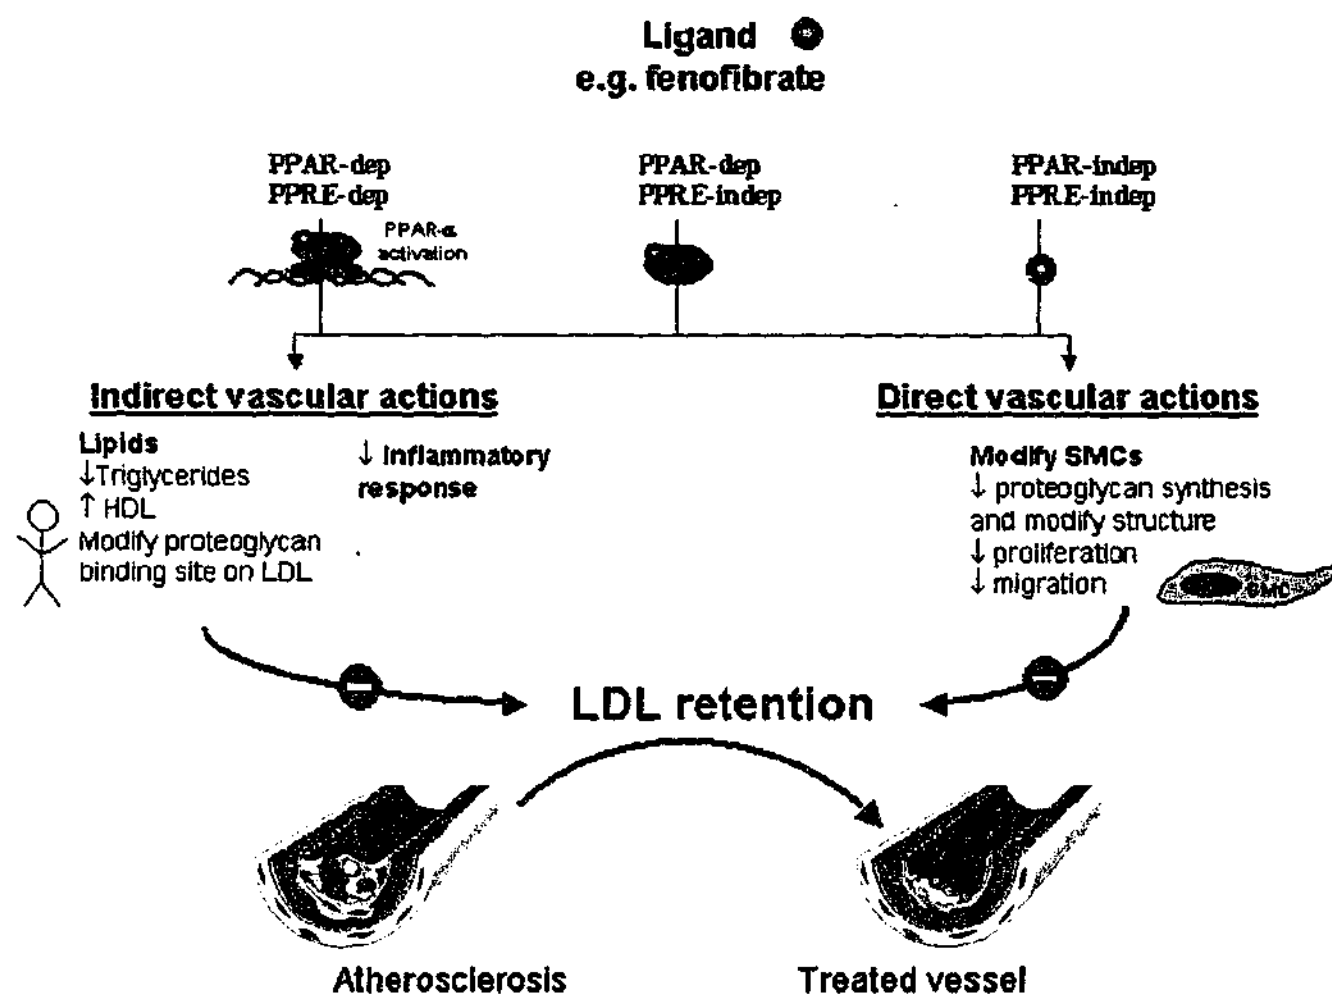 Ligand
e.g. fenofibrate
PPAR-dep
PPRE-dep
PPAR-dep
PPRE-indep
PPAR-indep
PPRE-indep
PPAR-α
activation
Indirect vascular actions
Direct vascular actions
Lipids
↓Triglycerides
↑ HDL
Modify proteoglycan
binding site on LDL
↓ Inflammatory
response
Modify SMCs
↓ proteoglycan synthesis
and modify structure
↓ proliferation
↓ migration
SMC
LDL retention
Atherosclerosis
Treated vessel